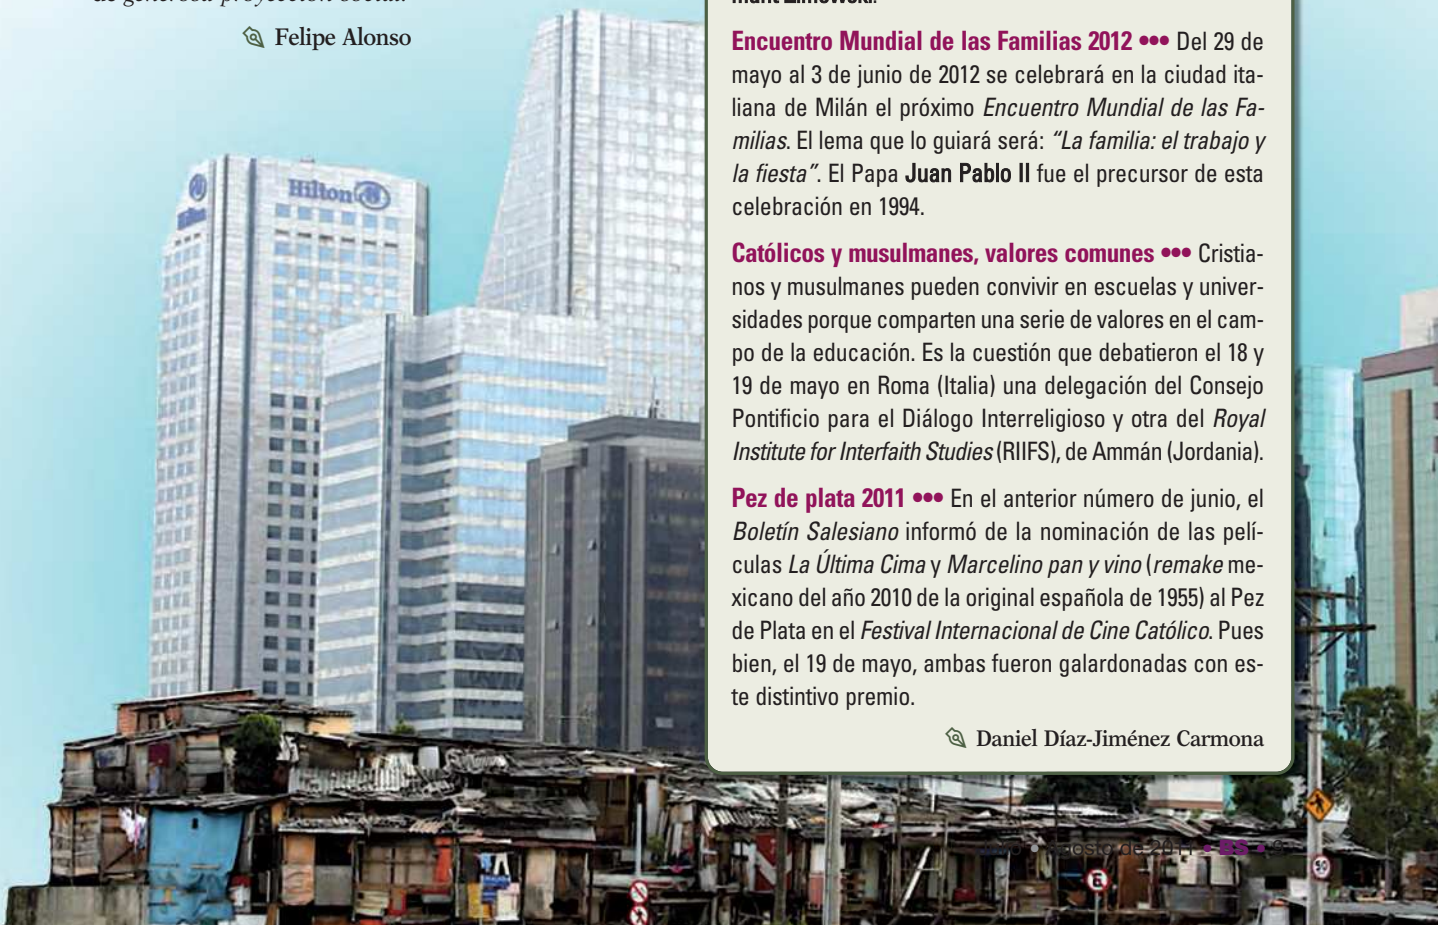 de generosa proyección social.
Felipe Alonso
Hilton
Hilton
Encuentro Mundial de las Familias 2012 ••• Del 29 de
mayo al 3 de junio de 2012 se celebrará en la ciudad ita-
liana de Milán el próximo Encuentro Mundial de las Fa-
milias. El lema que lo guiará será: “La familia: el trabajo y
la fiesta”. El Papa Juan Pablo II fue el precursor de esta
celebración en 1994.
Católicos y musulmanes, valores comunes ••• Cristia-
nos y musulmanes pueden convivir en escuelas y univer-
sidades porque comparten una serie de valores en el cam-
po de la educación. Es la cuestión que debatieron el 18 y
19 de mayo en Roma (Italia) una delegación del Consejo
Pontificio para el Diálogo Interreligioso y otra del Royal
Institute for Interfaith Studies (RIIFS), de Ammán (Jordania).
Pez de plata 2011 ••• En el anterior número de junio, el
Boletín Salesiano informó de la nominación de las pelí-
culas La Última Cima y Marcelino pan y vino (remake me-
xicano del año 2010 de la original española de 1955) al Pez
de Plata en el Festival Internacional de Cine Católico. Pues
bien, el 19 de mayo, ambas fueron galardonadas con es-
te distintivo premio.
Daniel Díaz-Jiménez Carmona
agosto de 2011 • BS •